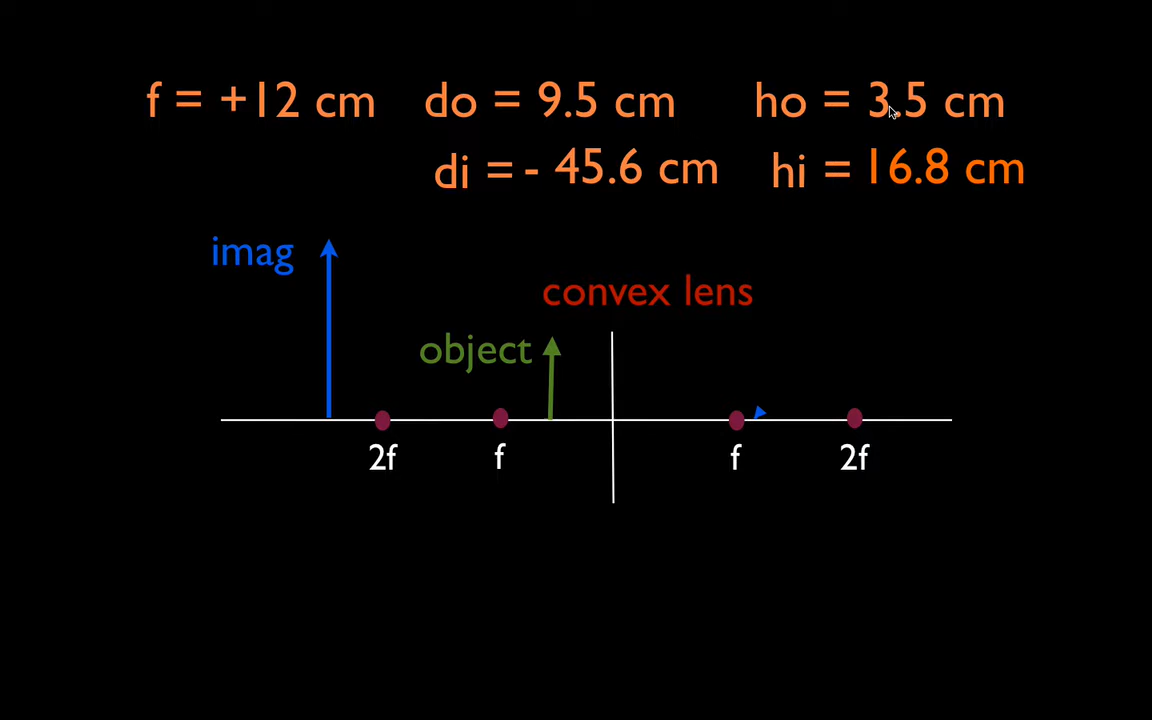 f = +12 cm do = 9.5 cm ho = 3.5 cm
di = - 45.6 cm hi = 16.8 cm
imag
convex lens
object
2f f f 2f